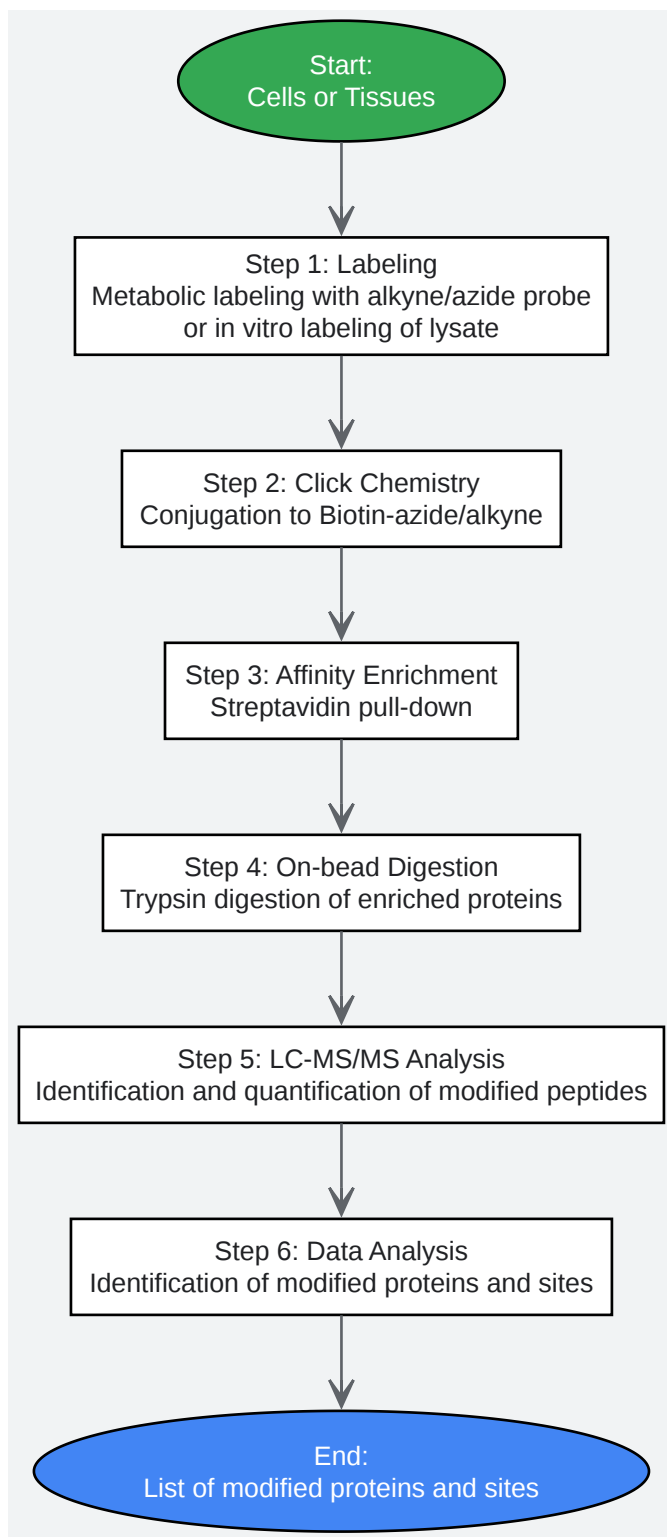 Start:
Cells or Tissues
Step 1: Labeling
Metabolic labeling with alkyne/azide probe
or in vitro labeling of lysate
Step 2: Click Chemistry
Conjugation to Biotin-azide/alkyne
Step 3: Affinity Enrichment
Streptavidin pull-down
Step 4: On-bead Digestion
Trypsin digestion of enriched proteins
Step 5: LC-MS/MS Analysis
Identification and quantification of modified peptides
Step 6: Data Analysis
Identification of modified proteins and sites
End:
List of modified proteins and sites